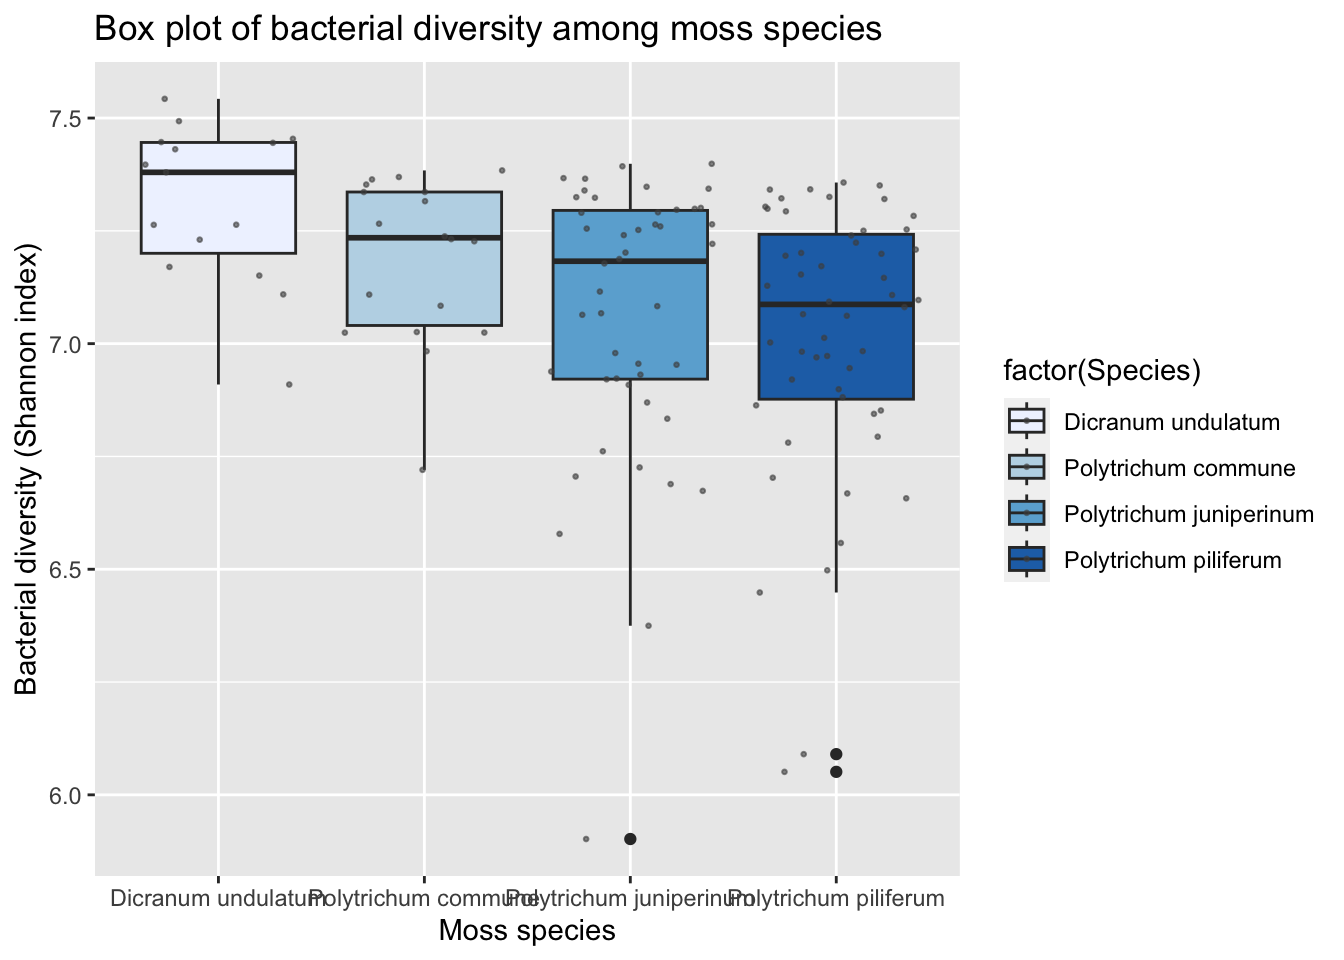 Box plot of bacterial diversity among moss species
Bacterial diversity (Shannon index)
7.5
7.0
6.5
6.0
Dicranum undulatum
Polytrichum commune
Polytrichum juniperinum
Polytrichum piliferum
Moss species
factor(Species)
Dicranum undulatum
Polytrichum commune
Polytrichum juniperinum
Polytrichum piliferum